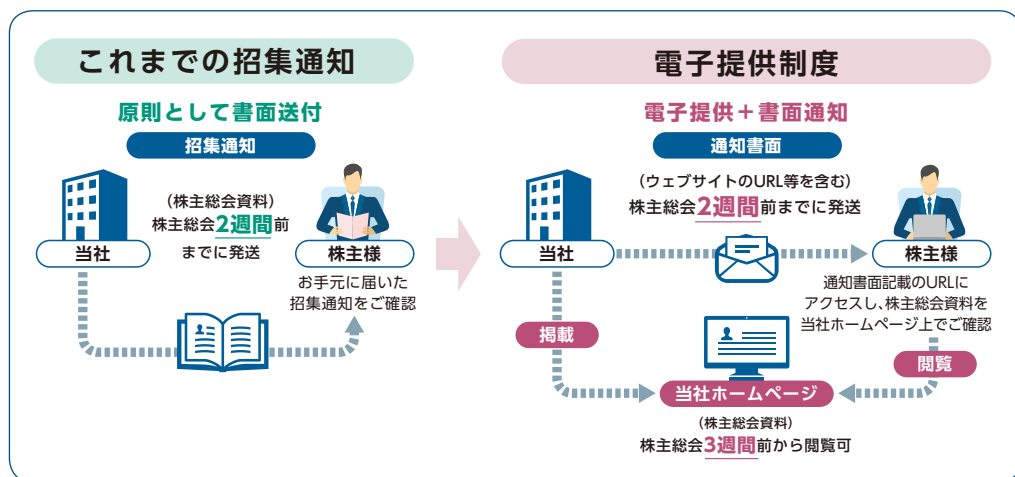 これまでの招集通知
原則として書面送付
招集通知
(株主総会資料)
株主総会2週間前
までに発送
当社
株主様
お手元に届いた
招集通知をご確認
電子提供制度
電子提供+書面通知
通知書面
(ウェブサイトのURL等を含む)
株主総会2週間前までに発送
当社
株主様
通知書面記載のURLに
アクセスし、株主総会資料を
当社ホームページ上でご確認
掲載
閲覧
当社ホームページ
(株主総会資料)
株主総会3週間前から閲覧可